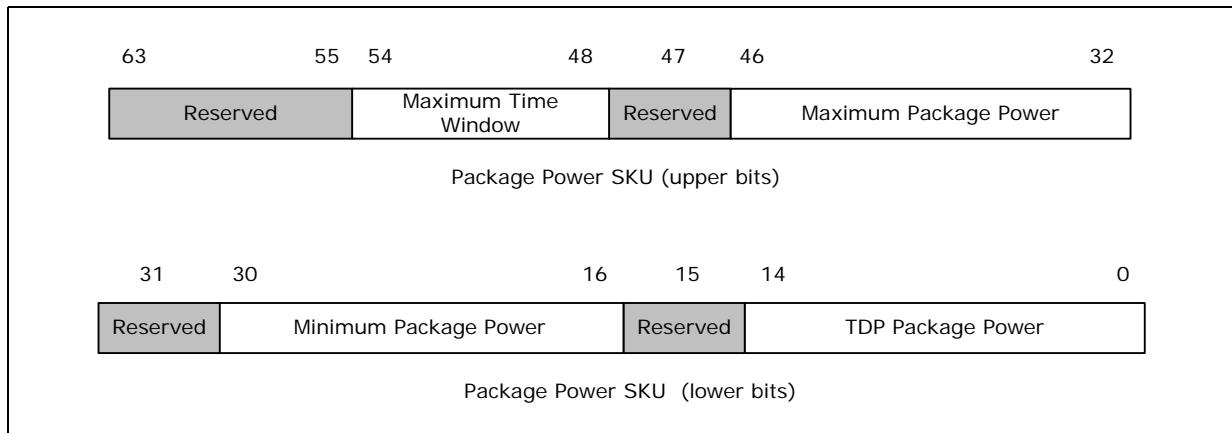 63 55 54 48 47 46 32
Reserved Maximum Time Window Reserved Maximum Package Power
Package Power SKU (upper bits)
31 30 16 15 14 0
Reserved Minimum Package Power Reserved TDP Package Power
Package Power SKU (lower bits)